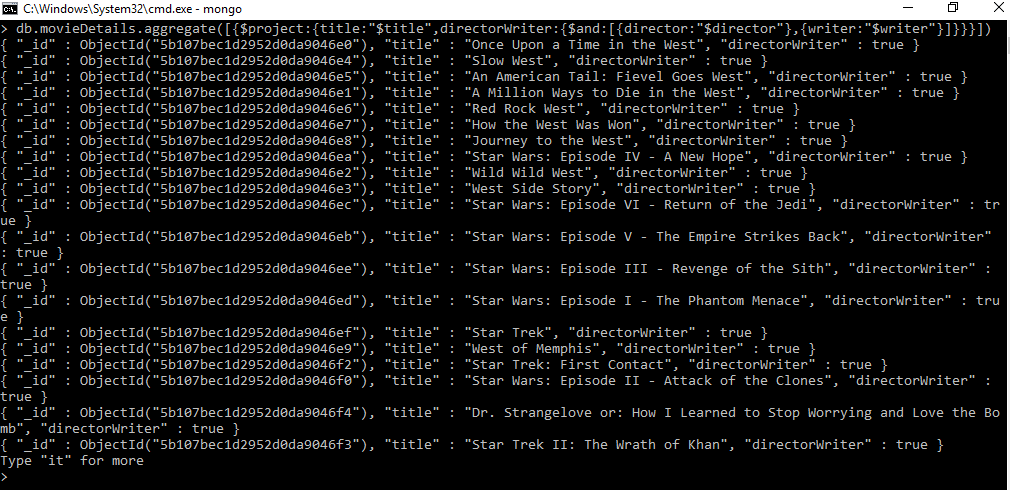 C:\Windows\System32\cmd.exe - mongo
> db.movieDetails.aggregate([{$project:{title:"$title",directorWriter:{$and:[{director:"$director"},{writer:"$writer"}]}}}])
{ "_id" : ObjectId("5b107bec1d2952d0da9046e0"), "title" : "Once Upon a Time in the West", "directorWriter" : true }
{ "_id" : ObjectId("5b107bec1d2952d0da9046e4"), "title" : "Slow West", "directorWriter" : true }
{ "_id" : ObjectId("5b107bec1d2952d0da9046e5"), "title" : "An American Tail: Fievel Goes West", "directorWriter" : true }
{ "_id" : ObjectId("5b107bec1d2952d0da9046e1"), "title" : "A Million Ways to Die in the West", "directorWriter" : true }
{ "_id" : ObjectId("5b107bec1d2952d0da9046e6"), "title" : "Red Rock West", "directorWriter" : true }
{ "_id" : ObjectId("5b107bec1d2952d0da9046e7"), "title" : "How the West Was Won", "directorWriter" : true }
{ "_id" : ObjectId("5b107bec1d2952d0da9046e8"), "title" : "Journey to the West", "directorWriter" : true }
{ "_id" : ObjectId("5b107bec1d2952d0da9046ea"), "title" : "Star Wars: Episode IV - A New Hope", "directorWriter" : true }
{ "_id" : ObjectId("5b107bec1d2952d0da9046e2"), "title" : "Wild Wild West", "directorWriter" : true }
{ "_id" : ObjectId("5b107bec1d2952d0da9046e3"), "title" : "West Side Story", "directorWriter" : true }
{ "_id" : ObjectId("5b107bec1d2952d0da9046ec"), "title" : "Star Wars: Episode VI - Return of the Jedi", "directorWriter" : tr
ue }
{ "_id" : ObjectId("5b107bec1d2952d0da9046eb"), "title" : "Star Wars: Episode V - The Empire Strikes Back", "directorWriter"
: true }
{ "_id" : ObjectId("5b107bec1d2952d0da9046ee"), "title" : "Star Wars: Episode III - Revenge of the Sith", "directorWriter" :
true }
{ "_id" : ObjectId("5b107bec1d2952d0da9046ed"), "title" : "Star Wars: Episode I - The Phantom Menace", "directorWriter" : tru
e }
{ "_id" : ObjectId("5b107bec1d2952d0da9046ef"), "title" : "Star Trek", "directorWriter" : true }
{ "_id" : ObjectId("5b107bec1d2952d0da9046e9"), "title" : "West of Memphis", "directorWriter" : true }
{ "_id" : ObjectId("5b107bec1d2952d0da9046f2"), "title" : "Star Trek: First Contact", "directorWriter" : true }
{ "_id" : ObjectId("5b107bec1d2952d0da9046f0"), "title" : "Star Wars: Episode II - Attack of the Clones", "directorWriter" :
true }
{ "_id" : ObjectId("5b107bec1d2952d0da9046f4"), "title" : "Dr. Strangelove or: How I Learned to Stop Worrying and Love the Bo
mb", "directorWriter" : true }
{ "_id" : ObjectId("5b107bec1d2952d0da9046f3"), "title" : "Star Trek II: The Wrath of Khan", "directorWriter" : true }
Type "it" for more
>